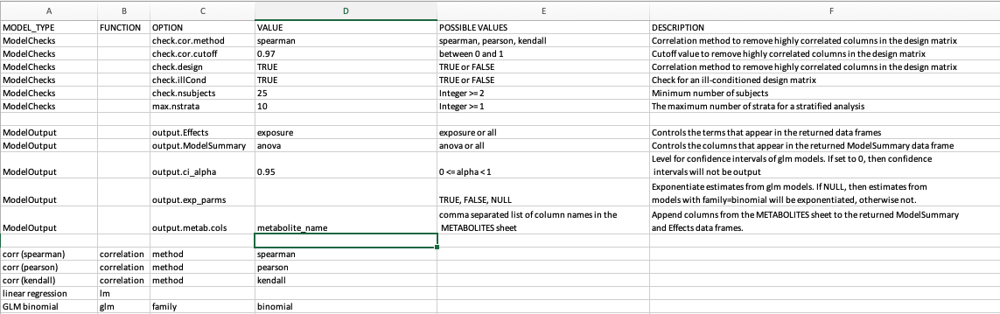 A B C D E F
MODEL_TYPE FUNCTION OPTION VALUE POSSIBLE VALUES DESCRIPTION
ModelChecks check.cor.method spearman spearman, pearson, kendall Correlation method to remove highly correlated columns in the design matrix
ModelChecks check.cor.cutoff 0.97 between 0 and 1 Cutoff value to remove highly correlated columns in the design matrix
ModelChecks check.design TRUE TRUE or FALSE Correlation method to remove highly correlated columns in the design matrix
ModelChecks check.illCond TRUE TRUE or FALSE Check for an ill-conditioned design matrix
ModelChecks check.nsubjects 25 Integer >= 2 Minimum number of subjects
ModelChecks max.nstrata 10 Integer >= 1 The maximum number of strata for a stratified analysis
ModelOutput output.Effects exposure exposure or all Controls the terms that appear in the returned data frames
ModelOutput output.ModelSummary anova anova or all Controls the columns that appear in the returned ModelSummary data frame
Level for confidence intervals of glm models. If set to 0, then confidence
ModelOutput output.ci_alpha 0.95 0 <= alpha < 1 intervals will not be output
Exponentiate estimates from glm models. If NULL, then estimates from
ModelOutput output.exp_parms TRUE, FALSE, NULL models with family=binomial will be exponentiated, otherwise not.
comma separated list of column names in the Append columns from the METABOLITES sheet to the returned ModelSummary
ModelOutput output.metab.cols metabolite_name METABOLITES sheet and Effects data frames.
corr (spearman) correlation method spearman
corr (pearson) correlation method pearson
corr (kendall) correlation method kendall
linear regression lm
GLM binomial glm family binomial